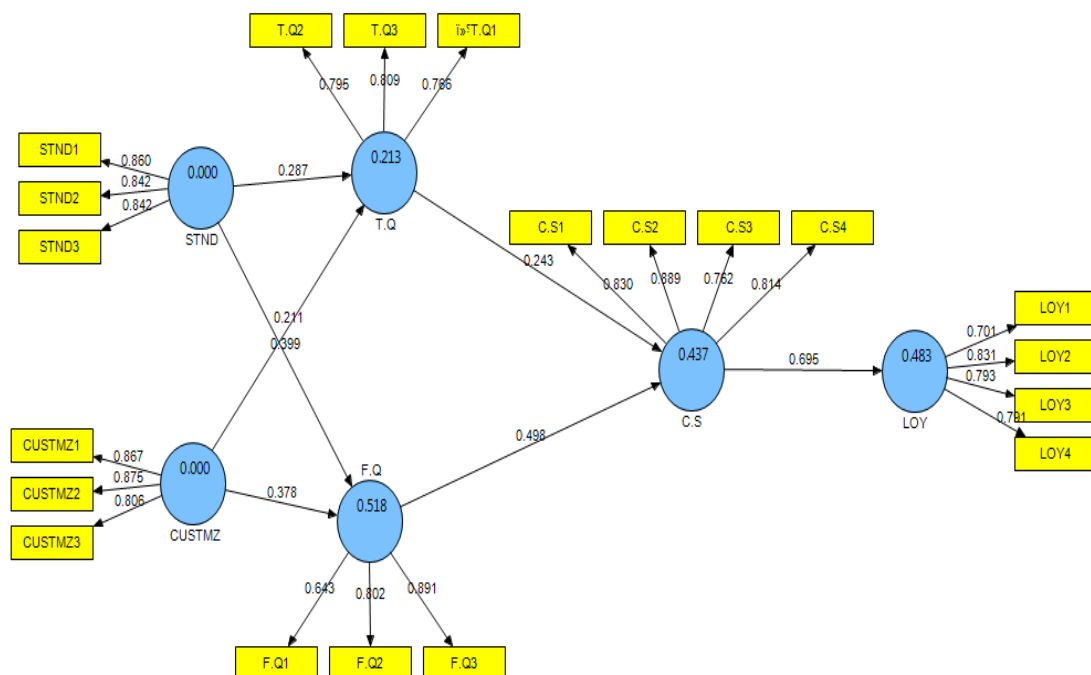 T.Q2
T.Q3
ï»¿T.Q1
0.795
0.809
0.766
STND1
STND2
STND3
0.860
0.842
0.842
0.000
STND
0.287
0.213
T.Q
C.S1
C.S2
C.S3
C.S4
0.243
0.830
0.889
0.762
0.814
0.211
0.399
0.437
C.S
0.695
0.483
LOY
LOY1
LOY2
LOY3
LOY4
0.701
0.831
0.793
0.791
CUSTMZ1
CUSTMZ2
CUSTMZ3
0.867
0.875
0.806
0.000
CUSTMZ
0.378
F.Q
0.518
0.498
0.643
0.802
0.891
F.Q1
F.Q2
F.Q3